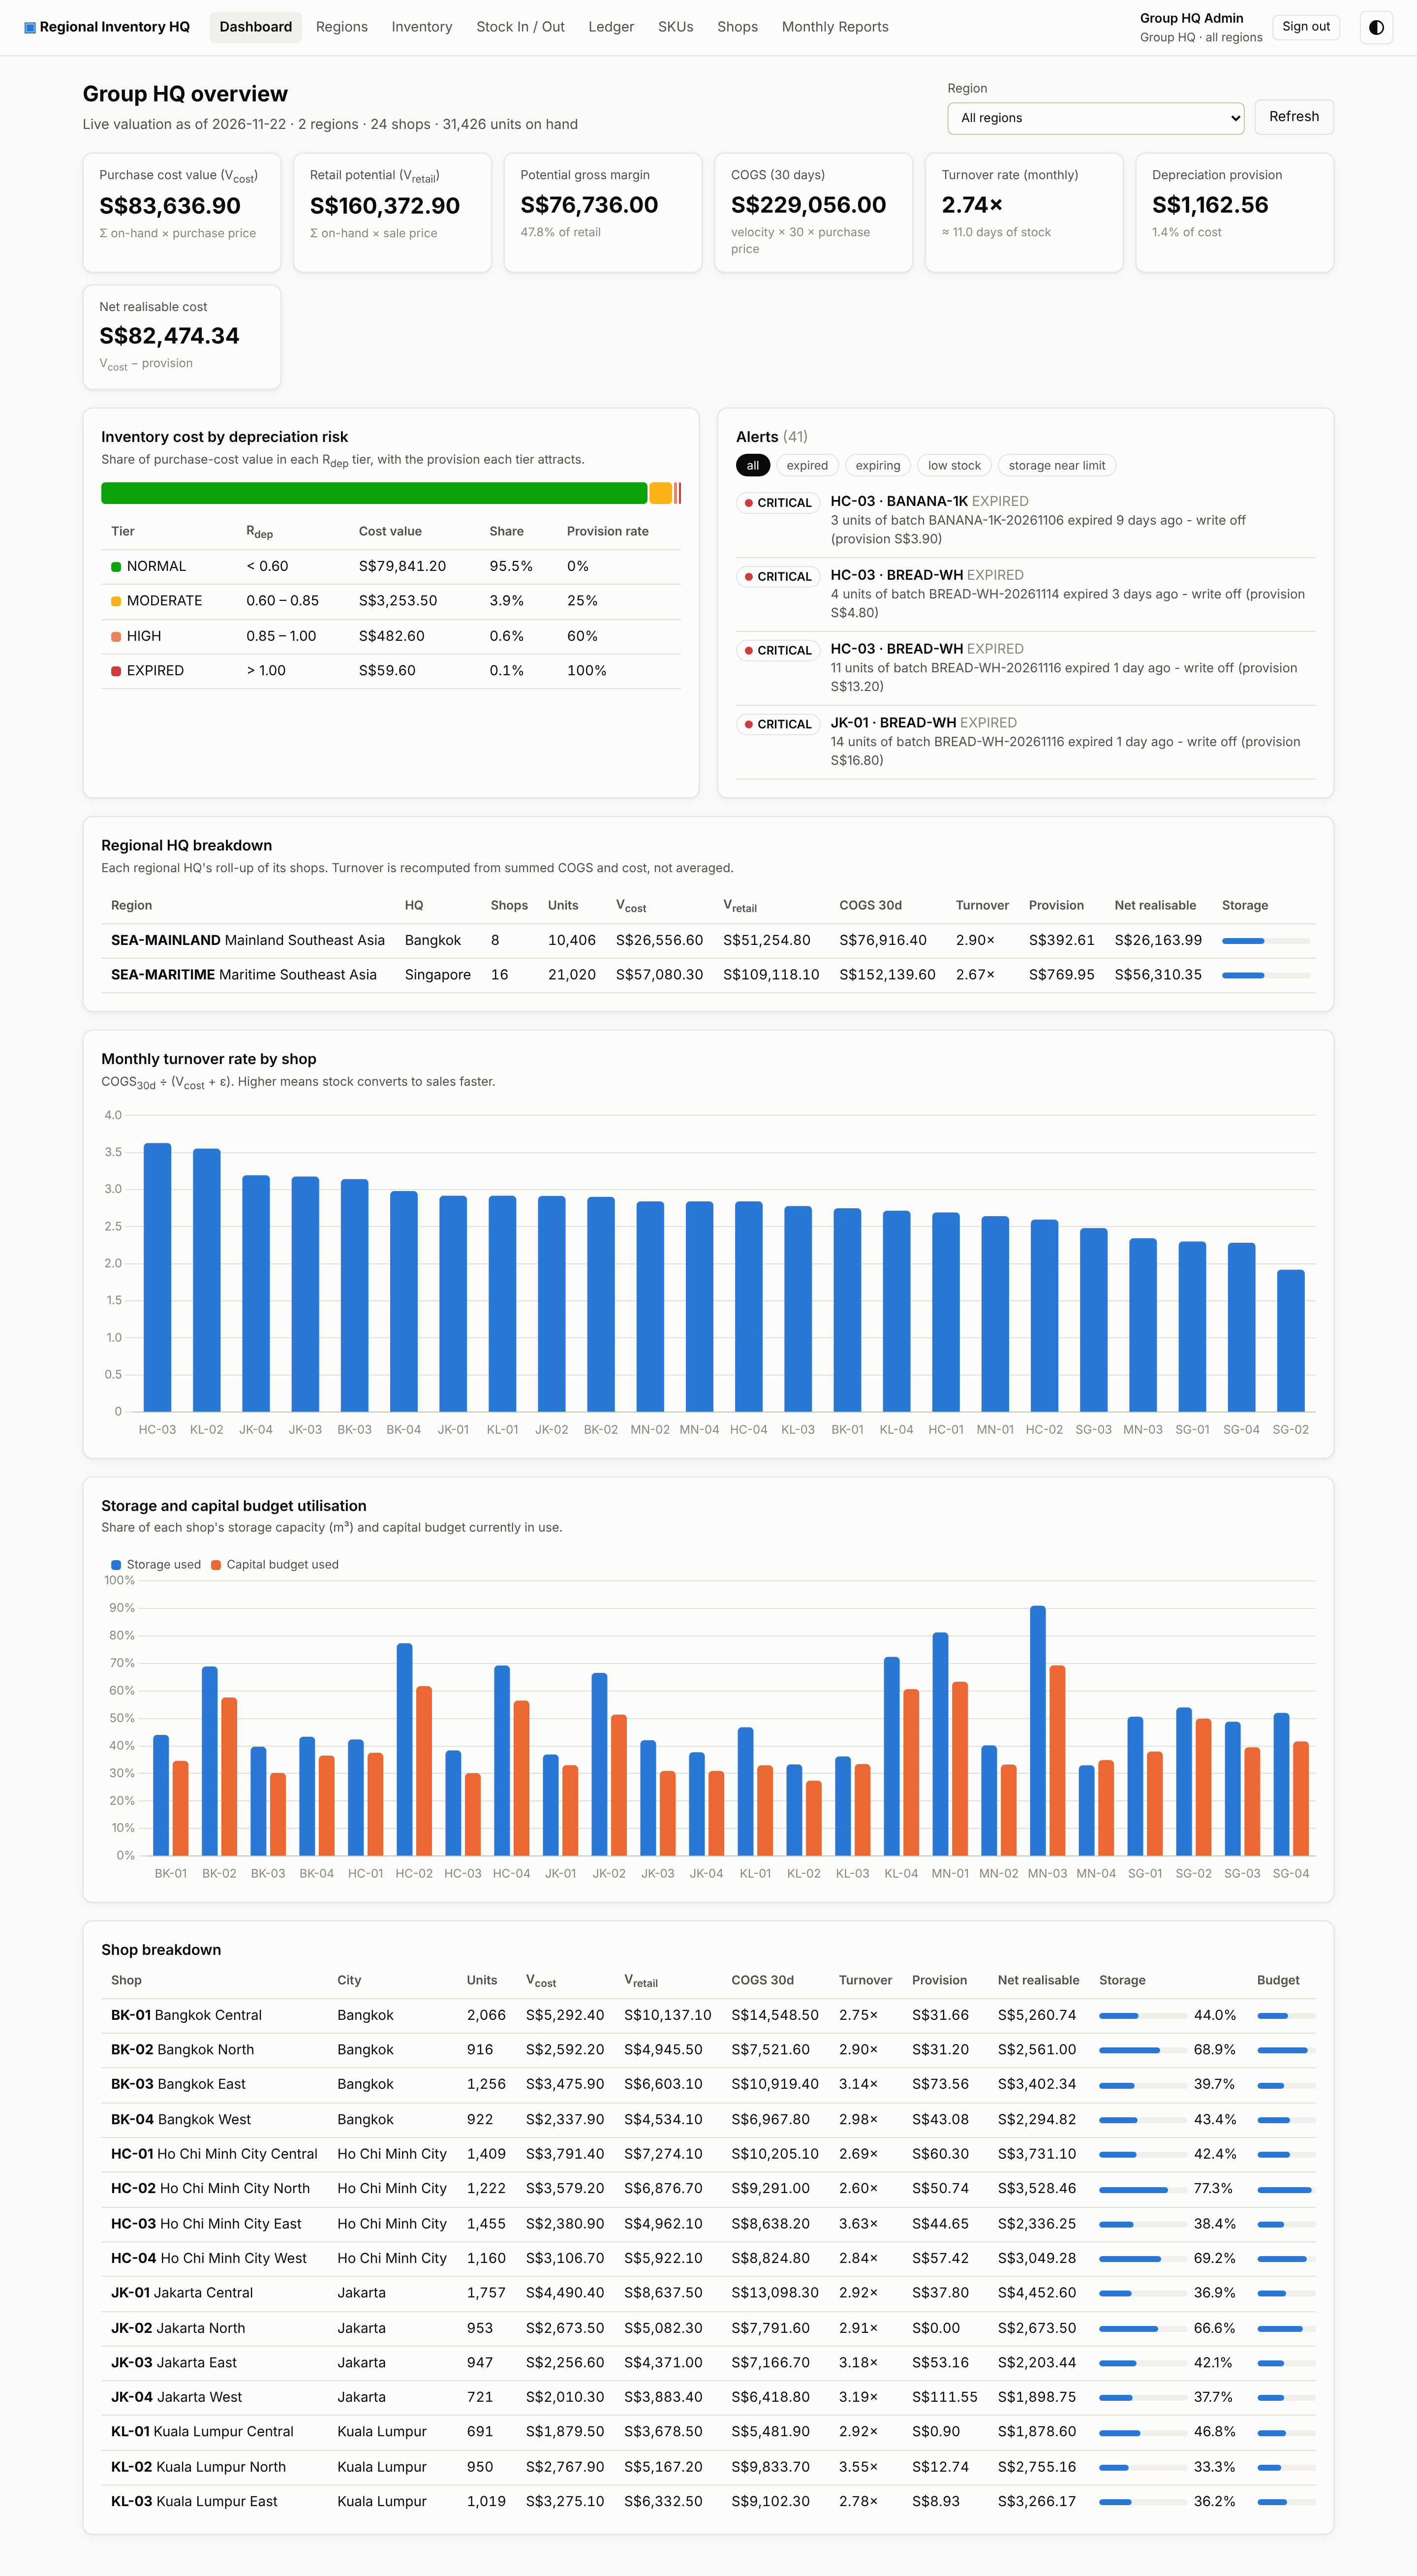 Regional Inventory HQ Dashboard Regions Inventory Stock In / Out Ledger SKUs Shops Monthly Reports Group HQ Admin Group HQ · all regions Sign out
Group HQ overview
Live valuation as of 2026-11-22 · 2 regions · 24 shops · 31,426 units on hand
Region
All regions
Refresh
Purchase cost value (Vcost)
S$83,636.90
Σ on-hand × purchase price
Retail potential (Vretail)
S$160,372.90
Σ on-hand × sale price
Potential gross margin
S$76,736.00
47.8% of retail
COGS (30 days)
S$229,056.00
velocity × 30 × purchase
price
Turnover rate (monthly)
2.74×
≈ 11.0 days of stock
Depreciation provision
S$1,162.56
1.4% of cost
Net realisable cost
S$82,474.34
Vcost − provision
Inventory cost by depreciation risk
Share of purchase-cost value in each Rdep tier, with the provision each tier attracts.
Tier Rdep Cost value Share Provision rate
NORMAL < 0.60 S$79,841.20 95.5% 0%
MODERATE 0.60 – 0.85 S$3,253.50 3.9% 25%
HIGH 0.85 – 1.00 S$482.60 0.6% 60%
EXPIRED > 1.00 S$59.60 0.1% 100%
Alerts (41)
all expired expiring low stock storage near limit
CRITICAL HC-03 · BANANA-1K EXPIRED
3 units of batch BANANA-1K-20261106 expired 9 days ago - write off
(provision S$3.90)
CRITICAL HC-03 · BREAD-WH EXPIRED
4 units of batch BREAD-WH-20261114 expired 3 days ago - write off (provision
S$4.80)
CRITICAL HC-03 · BREAD-WH EXPIRED
11 units of batch BREAD-WH-20261116 expired 1 day ago - write off (provision
S$13.20)
CRITICAL JK-01 · BREAD-WH EXPIRED
14 units of batch BREAD-WH-20261116 expired 1 day ago - write off (provision
S$16.80)
Regional HQ breakdown
Each regional HQ's roll-up of its shops. Turnover is recomputed from summed COGS and cost, not averaged.
Region HQ Shops Units Vcost Vretail COGS 30d Turnover Provision Net realisable Storage
SEA-MAINLAND Mainland Southeast Asia Bangkok 8 10,406 S$26,556.60 S$51,254.80 S$76,916.40 2.90× S$392.61 S$26,163.99
SEA-MARITIME Maritime Southeast Asia Singapore 16 21,020 S$57,080.30 S$109,118.10 S$152,139.60 2.67× S$769.95 S$56,310.35
Monthly turnover rate by shop
COGS30d ÷ (Vcost + ε). Higher means stock converts to sales faster.
4.0
3.5
3.0
2.5
2.0
1.5
1.0
0.5
0
HC-03 KL-02 JK-04 JK-03 BK-03 BK-04 JK-01 KL-01 JK-02 BK-02 MN-02 MN-04 HC-04 KL-03 BK-01 KL-04 HC-01 MN-01 HC-02 SG-03 MN-03 SG-01 SG-04 SG-02
Storage and capital budget utilisation
Share of each shop's storage capacity (m³) and capital budget currently in use.
Storage used Capital budget used
100%
90%
80%
70%
60%
50%
40%
30%
20%
10%
0%
BK-01 BK-02 BK-03 BK-04 HC-01 HC-02 HC-03 HC-04 JK-01 JK-02 JK-03 JK-04 KL-01 KL-02 KL-03 KL-04 MN-01 MN-02 MN-03 MN-04 SG-01 SG-02 SG-03 SG-04
Shop breakdown
Shop City Units Vcost Vretail COGS 30d Turnover Provision Net realisable Storage Budget
BK-01 Bangkok Central Bangkok 2,066 S$5,292.40 S$10,137.10 S$14,548.50 2.75× S$31.66 S$5,260.74 44.0%
BK-02 Bangkok North Bangkok 916 S$2,592.20 S$4,945.50 S$7,521.60 2.90× S$31.20 S$2,561.00 68.9%
BK-03 Bangkok East Bangkok 1,256 S$3,475.90 S$6,603.10 S$10,919.40 3.14× S$73.56 S$3,402.34 39.7%
BK-04 Bangkok West Bangkok 922 S$2,337.90 S$4,534.10 S$6,967.80 2.98× S$43.08 S$2,294.82 43.4%
HC-01 Ho Chi Minh City Central Ho Chi Minh City 1,409 S$3,791.40 S$7,274.10 S$10,205.10 2.69× S$60.30 S$3,731.10 42.4%
HC-02 Ho Chi Minh City North Ho Chi Minh City 1,222 S$3,579.20 S$6,876.70 S$9,291.00 2.60× S$50.74 S$3,528.46 77.3%
HC-03 Ho Chi Minh City East Ho Chi Minh City 1,455 S$2,380.90 S$4,962.10 S$8,638.20 3.63× S$44.65 S$2,336.25 38.4%
HC-04 Ho Chi Minh City West Ho Chi Minh City 1,160 S$3,106.70 S$5,922.10 S$8,824.80 2.84× S$57.42 S$3,049.28 69.2%
JK-01 Jakarta Central Jakarta 1,757 S$4,490.40 S$8,637.50 S$13,098.30 2.92× S$37.80 S$4,452.60 36.9%
JK-02 Jakarta North Jakarta 953 S$2,673.50 S$5,082.30 S$7,791.60 2.91× S$0.00 S$2,673.50 66.6%
JK-03 Jakarta East Jakarta 947 S$2,256.60 S$4,371.00 S$7,166.70 3.18× S$53.16 S$2,203.44 42.1%
JK-04 Jakarta West Jakarta 721 S$2,010.30 S$3,883.40 S$6,418.80 3.19× S$111.55 S$1,898.75 37.7%
KL-01 Kuala Lumpur Central Kuala Lumpur 691 S$1,879.50 S$3,678.50 S$5,481.90 2.92× S$0.90 S$1,878.60 46.8%
KL-02 Kuala Lumpur North Kuala Lumpur 950 S$2,767.90 S$5,167.20 S$9,833.70 3.55× S$12.74 S$2,755.16 33.3%
KL-03 Kuala Lumpur East Kuala Lumpur 1,019 S$3,275.10 S$6,332.50 S$9,102.30 2.78× S$8.93 S$3,266.17 36.2%